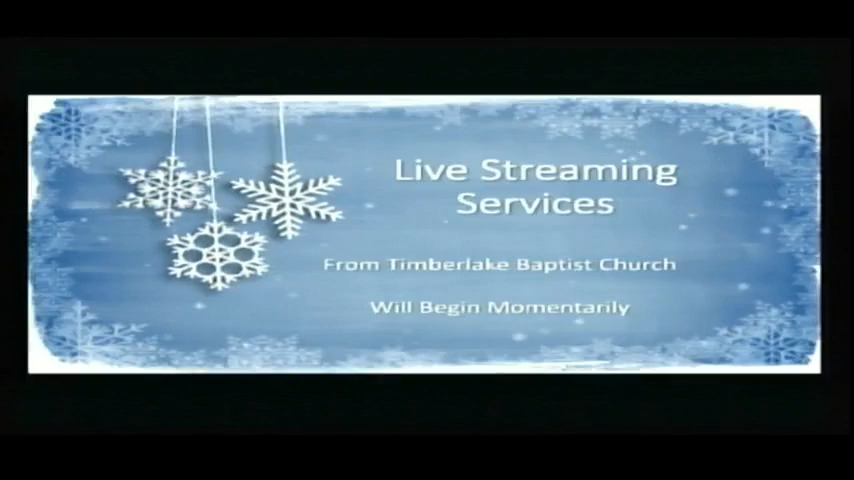 Live Streaming
Services
From Timberlake Baptist Church
Will Begin Momentarily